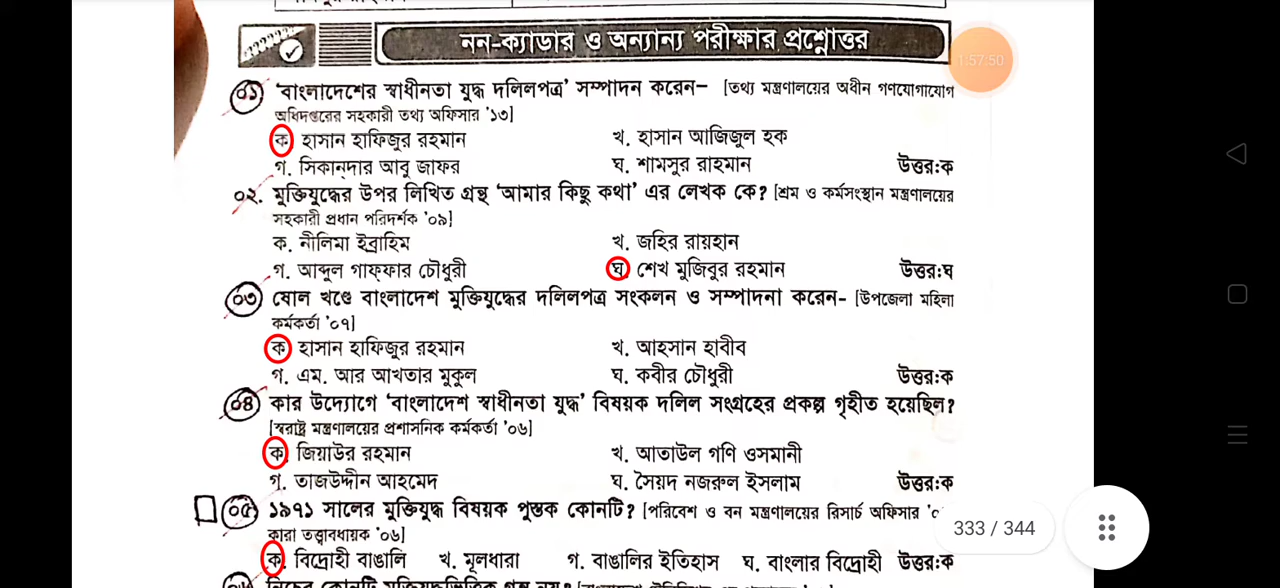 নন-ক্যাডার ও অন্যান্য পরীক্ষার প্রশ্নোত্তর
1:57:50
০১. 'বাংলাদেশের স্বাধীনতা যুদ্ধ দলিলপত্র' সম্পাদন করেন- [তথ্য মন্ত্রণালয়ের অধীন গণযোগাযোগ
অধিদপ্তরের সহকারী তথ্য অফিসার '১৩]
ক. হাসান হাফিজুর রহমান খ. হাসান আজিজুল হক
গ. সিকান্দার আবু জাফর ঘ. শামসুর রাহমান উত্তর:ক
০২. মুক্তিযুদ্ধের উপর লিখিত গ্রন্থ 'আমার কিছু কথা' এর লেখক কে? [শ্রম ও কর্মসংস্থান মন্ত্রণালয়ের
সহকারী প্রধান পরিদর্শক '০৯]
ক. নীলিমা ইব্রাহিম খ. জহির রায়হান
গ. আব্দুল গাফ্ফার চৌধুরী ঘ. শেখ মুজিবুর রহমান উত্তর:ঘ
০৩. ষোল খণ্ডে বাংলাদেশ মুক্তিযুদ্ধের দলিলপত্র সংকলন ও সম্পাদনা করেন- [উপজেলা মহিলা
কর্মকর্তা '০৭]
ক. হাসান হাফিজুর রহমান খ. আহসান হাবীব
গ. এম. আর আখতার মুকুল ঘ. কবীর চৌধুরী উত্তর:ক
০৪. কার উদ্যোগে 'বাংলাদেশ স্বাধীনতা যুদ্ধ' বিষয়ক দলিল সংগ্রহের প্রকল্প গৃহীত হয়েছিল?
[স্বরাষ্ট্র মন্ত্রণালয়ের প্রশাসনিক কর্মকর্তা '০৬]
ক. জিয়াউর রহমান খ. আতাউল গণি ওসমানী
গ. তাজউদ্দীন আহমেদ ঘ. সৈয়দ নজরুল ইসলাম উত্তর:ক
০৫. ১৯৭১ সালের মুক্তিযুদ্ধ বিষয়ক পুস্তক কোনটি? [পরিবেশ ও বন মন্ত্রণালয়ের রিসার্চ অফিসার
কারা তত্ত্বাবধায়ক '০৬]
333 / 344
ক. বিদ্রোহী বাঙালি খ. মূলধারা গ. বাঙালির ইতিহাস ঘ. বাংলার বিদ্রোহী উত্তর:ক